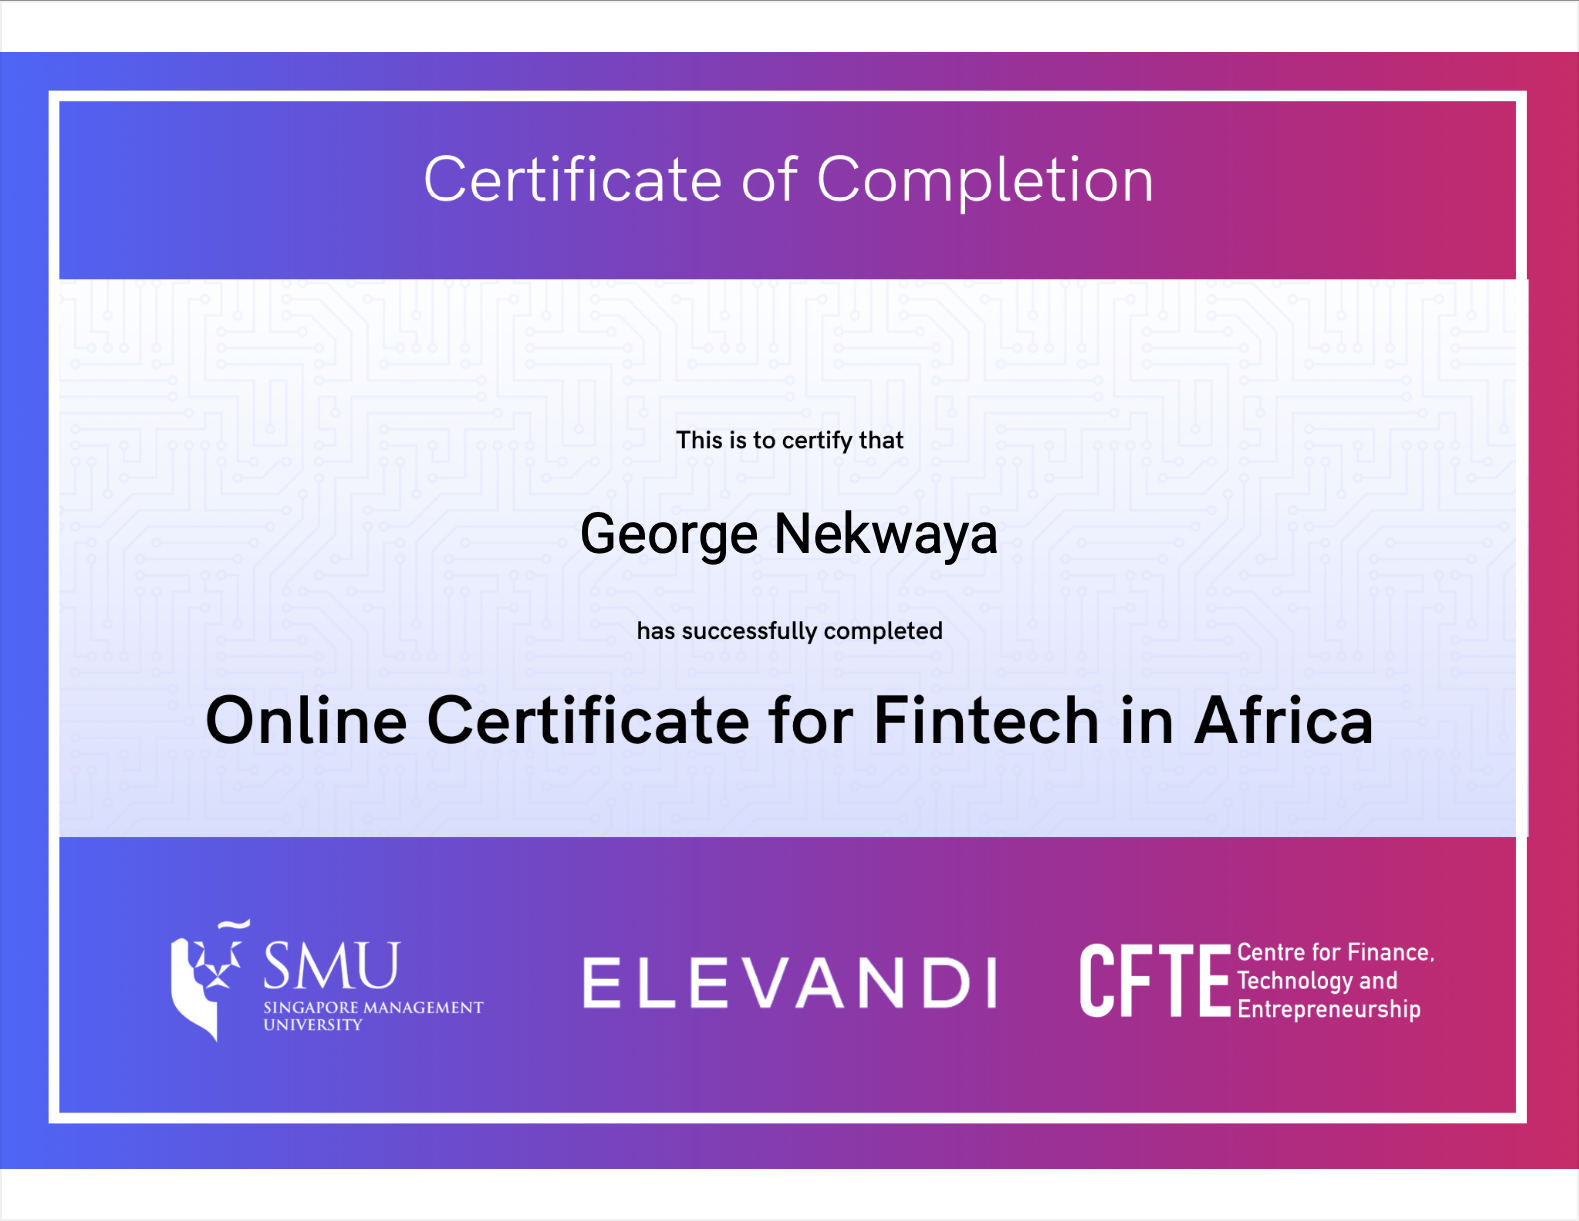 Certificate of Completion
This is to certify that
George Nekwaya
has successfully completed
Online Certificate for Fintech in Africa
SMU
SINGAPORE MANAGEMENT
UNIVERSITY
ELEVANDI
CFTE
Centre for Finance,
Technology and
Entrepreneurship